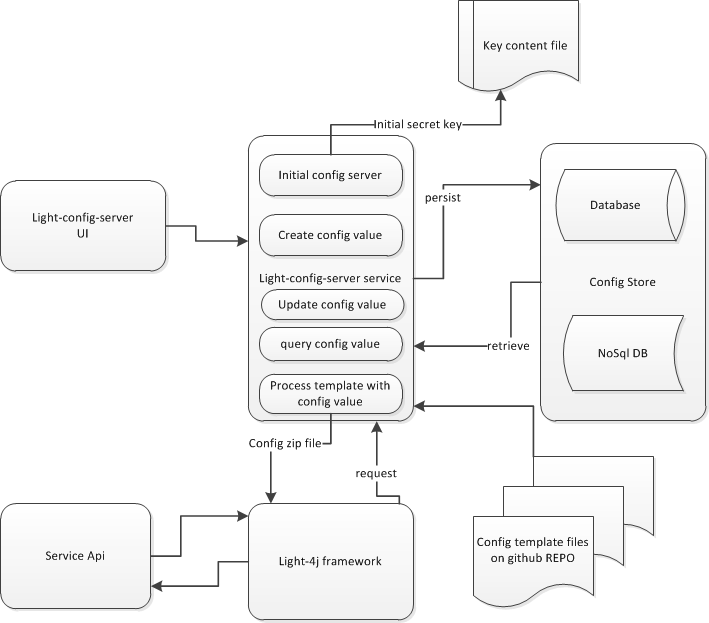 Key content file
Initial secret key
Initial config server
Light-config-server
UI
persist
Database
Create config value
Light-config-server service
Config Store
Update config value
query config value
retrieve
NoSql DB
Process template with
config value
Config zip file
request
Service Api
Light-4j framework
Config template files
on github REPO